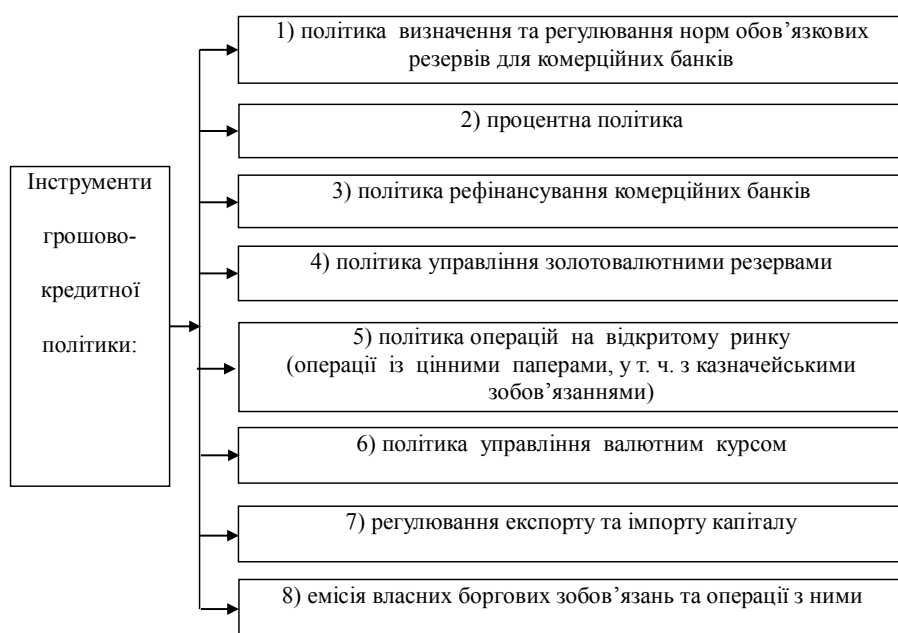 Інструменти
грошово-
кредитної
політики:
1) політика визначення та регулювання норм обов’язкових
резервів для комерційних банків
2) процентна політика
3) політика рефінансування комерційних банків
4) політика управління золотовалютними резервами
5) політика операцій на відкритому ринку
(операції із цінними паперами, у т. ч. з казначейськими
зобов’язаннями)
6) політика управління валютним курсом
7) регулювання експорту та імпорту капіталу
8) емісія власних боргових зобов’язань та операції з ними